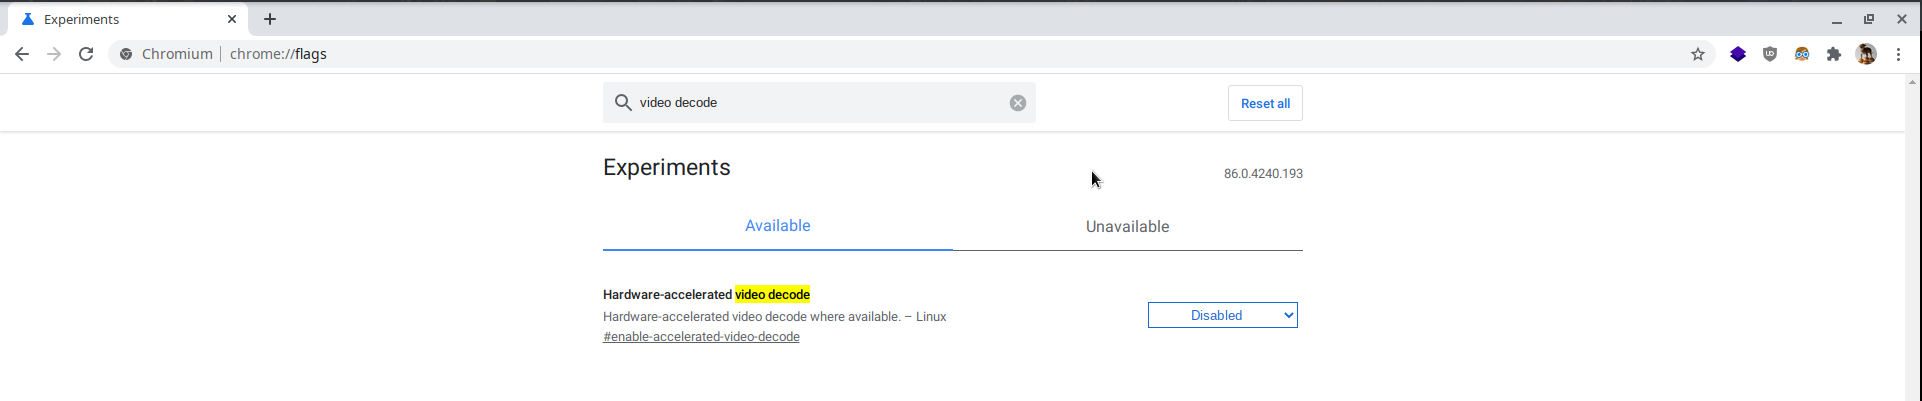 Experiments
Chromium | chrome://flags
video decode
Reset all
Experiments
86.0.4240.193
Available
Unavailable
Hardware-accelerated video decode
Hardware-accelerated video decode where available. – Linux
#enable-accelerated-video-decode
Disabled